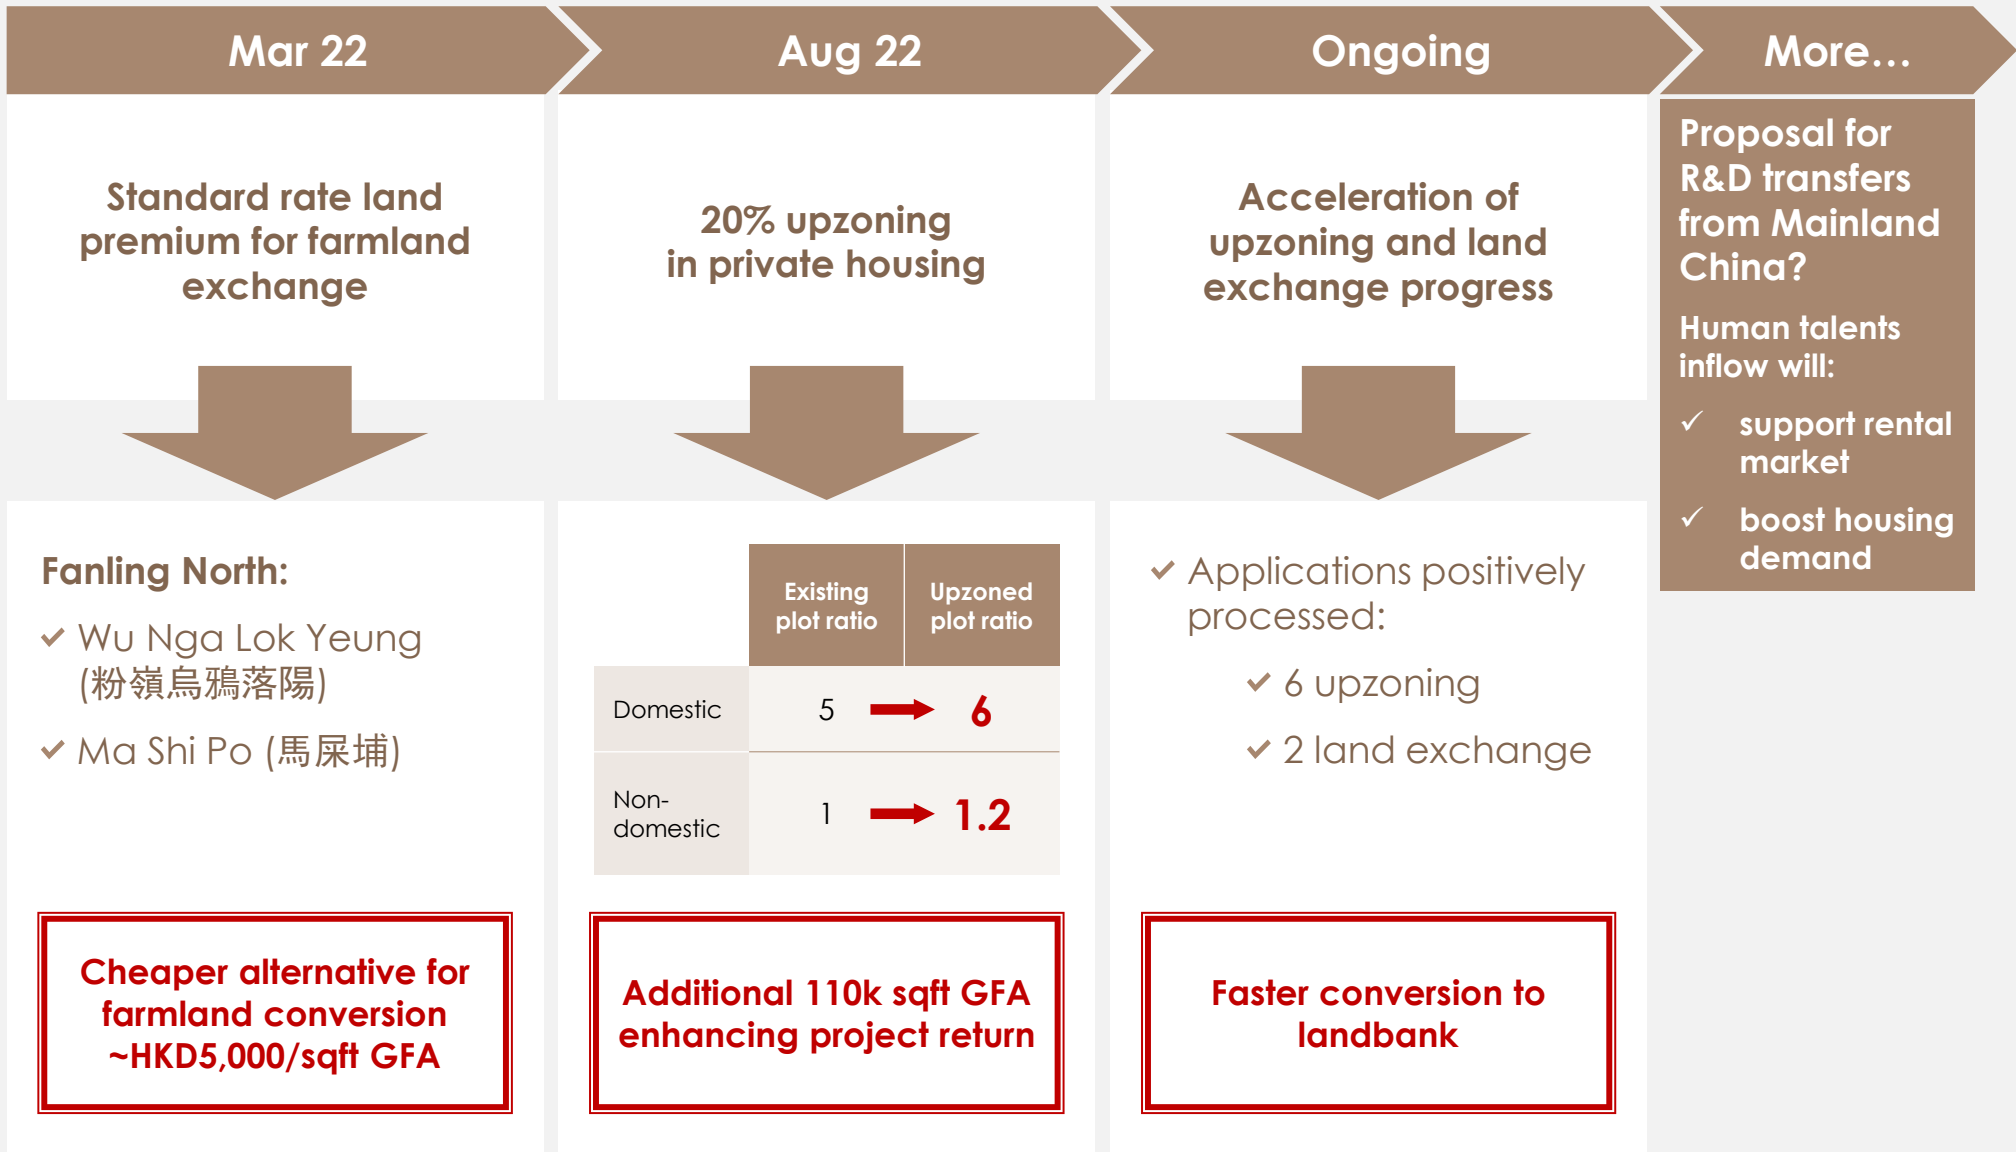 Mar 22
Aug 22
Ongoing
More…
Standard rate land
premium for farmland
exchange
20% upzoning
in private housing
Acceleration of
upzoning and land
exchange progress
Proposal for
R&D transfers
from Mainland
China?
Human talents
inflow will:
✓ support rental
market
✓ boost housing
demand
Fanling North:
✓ Wu Nga Lok Yeung
(粉嶺烏鴉落陽)
✓ Ma Shi Po (馬屎埔)
Existing
plot ratio
Upzoned
plot ratio
Domestic 5 6
Non-
domestic
1 1.2
✓ Applications positively
processed:
✓ 6 upzoning
✓ 2 land exchange
Cheaper alternative for
farmland conversion
~HKD5,000/sqft GFA
Additional 110k sqft GFA
enhancing project return
Faster conversion to
landbank